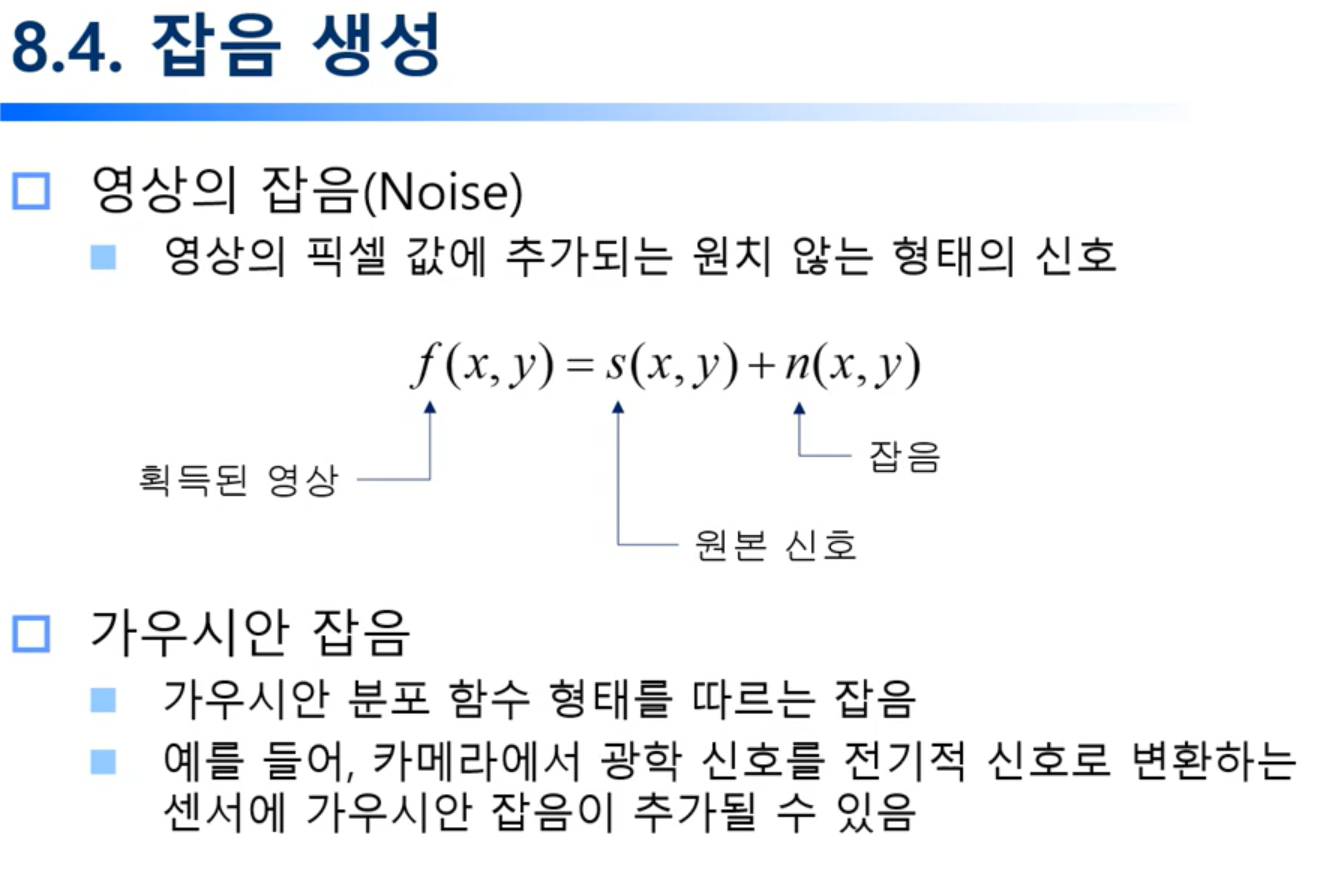 8.4. 잡음 생성
영상의 잡음(Noise)
영상의 픽셀 값에 추가되는 원치 않는 형태의 신호
f(x, y) = s(x, y) + n(x, y)
잡음
획득된 영상
원본 신호
가우시안 잡음
가우시안 분포 함수 형태를 따르는 잡음
예를 들어, 카메라에서 광학 신호를 전기적 신호로 변환하는
센서에 가우시안 잡음이 추가될 수 있음